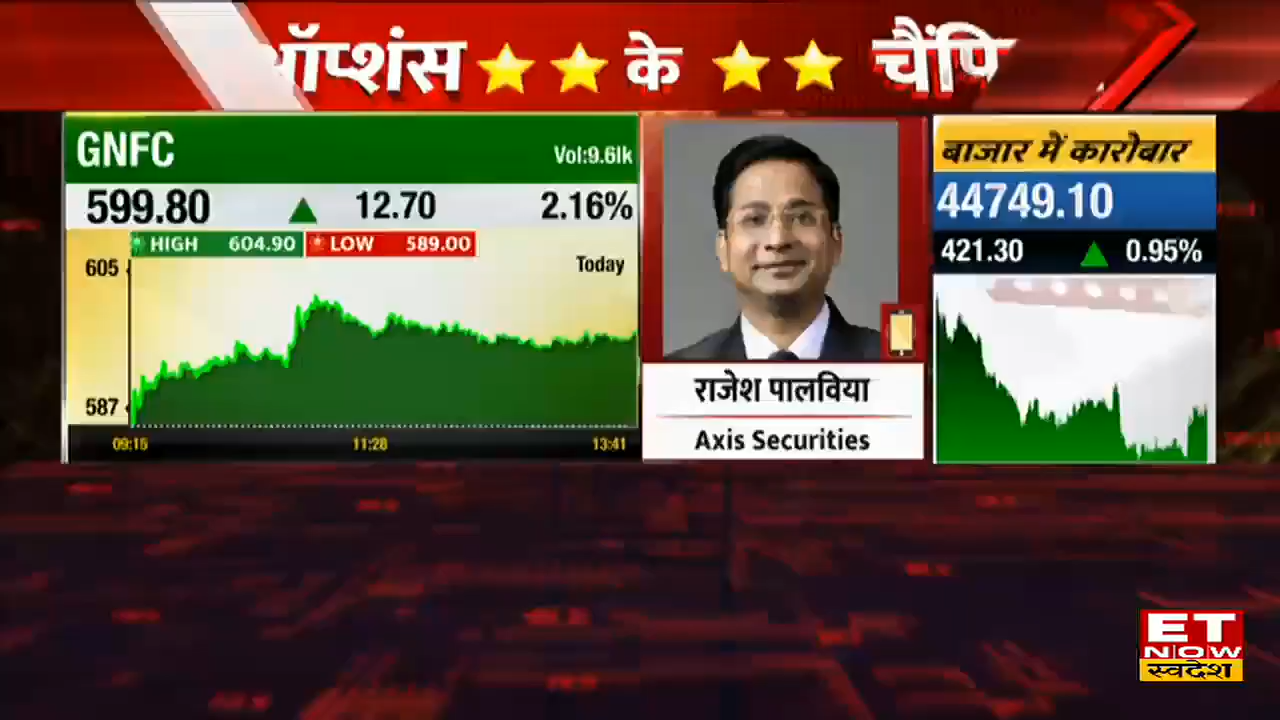 ऑप्शंस के चैंपि
GNFC
Vol:9.6lk
599.80 12.70 2.16%
HIGH 604.90 LOW 589.00
Today
605
587
09:15 11:28 13:41
राजेश पालविया
Axis Securities
बाजार में कारोबार
44749.10
421.30 0.95%
ET
NOW
स्वदेश